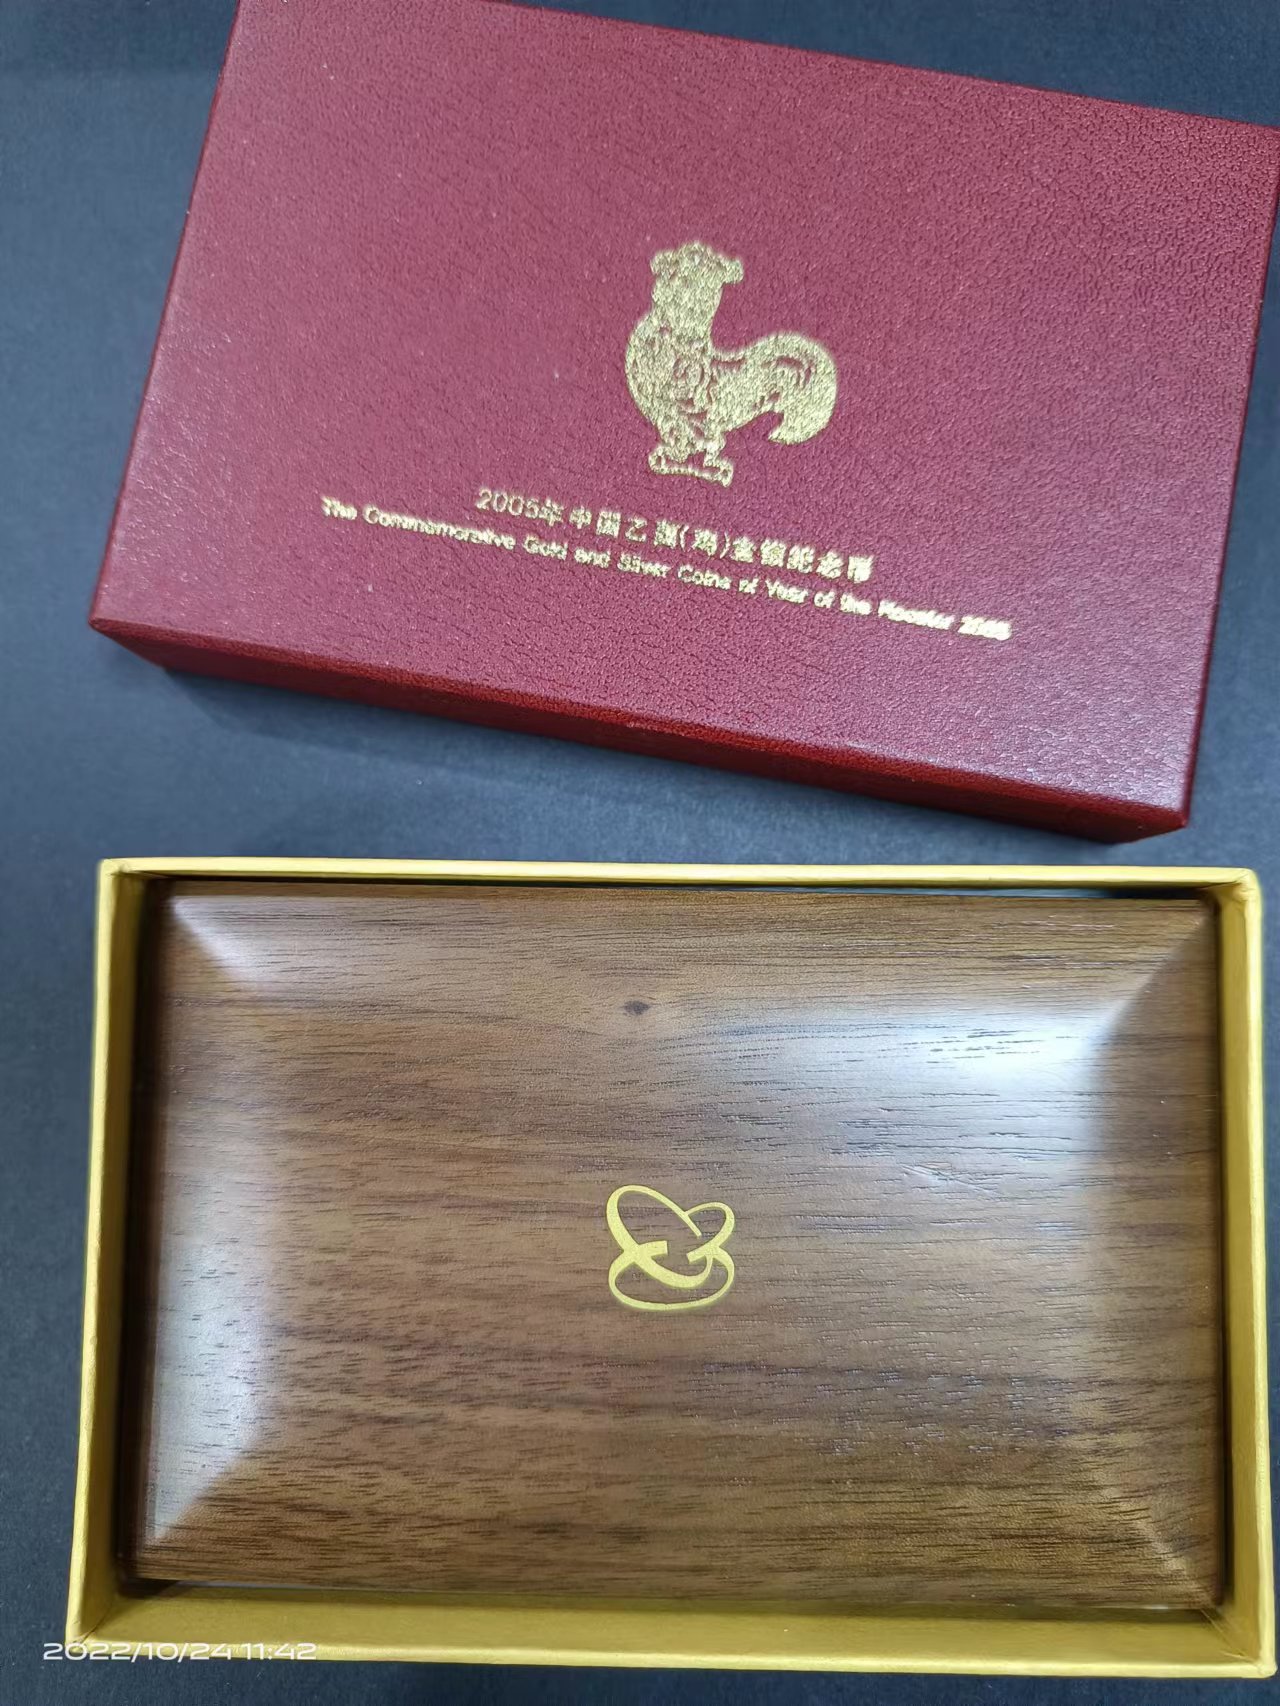 2005年中国乙酉(鸡)金银纪念币
The Commemorative Gold and Silver Coins of Year of the Rooster 2005
2022/10/24 11:42